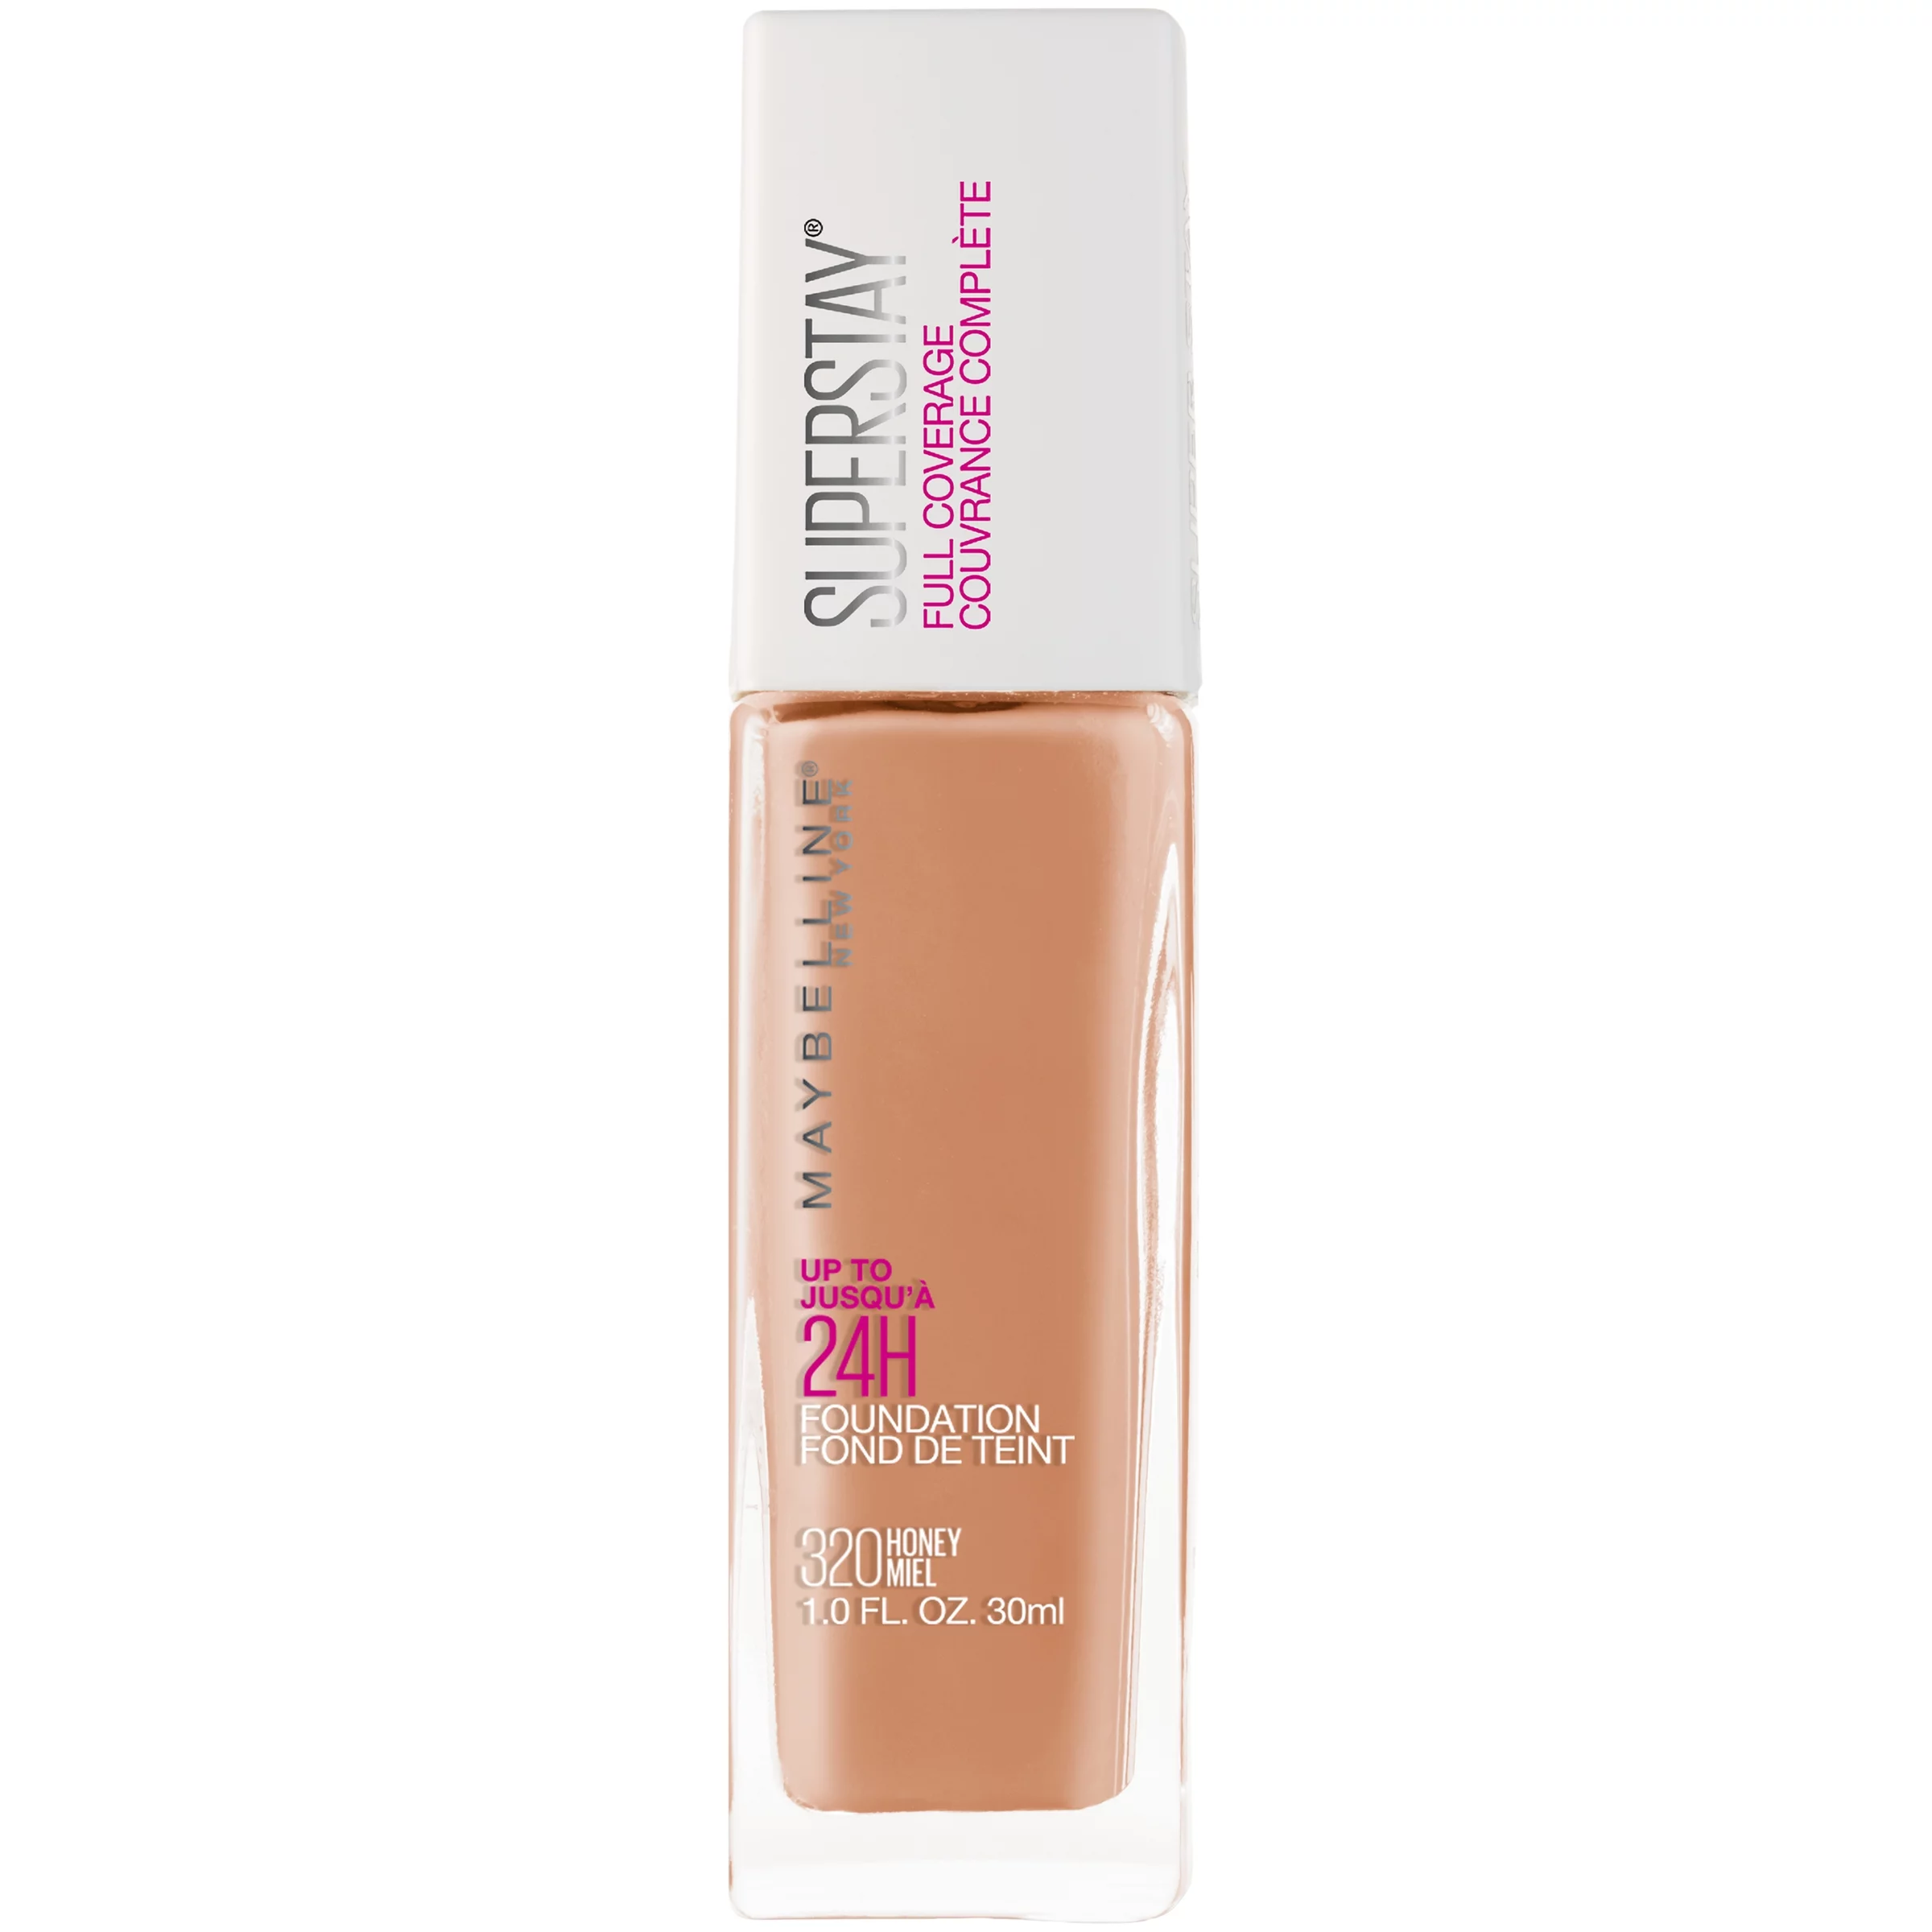 SUPERSTAY®
FULL COVERAGE
COUVRANCE COMPLÈTE
MAYBELLINE®
NEW YORK
UP TO
JUSQU'À
24H
FOUNDATION
FOND DE TEINT
320 HONEY
MIEL
1.0 FL. OZ. 30ml